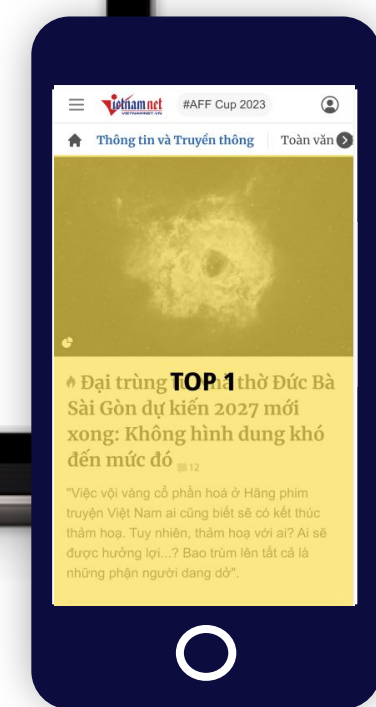 vietnamnet
VIETNAMNET.VN
#AFF Cup 2023
Thông tin và Truyền thông
Toàn văn
TOP 1
Đại trùng thờ Đức Bà
Sài Gòn dự kiến 2027 mới
xong: Không hình dung khó
đến mức đó
12
"Việc vội vàng cổ phần hoá ở Hãng phim
truyện Việt Nam ai cũng biết sẽ có kết thúc
thảm hoạ. Tuy nhiên, thảm hoạ với ai? Ai sẽ
được hưởng lợi...? Bao trùm lên tất cả là
những phận người dang dở".